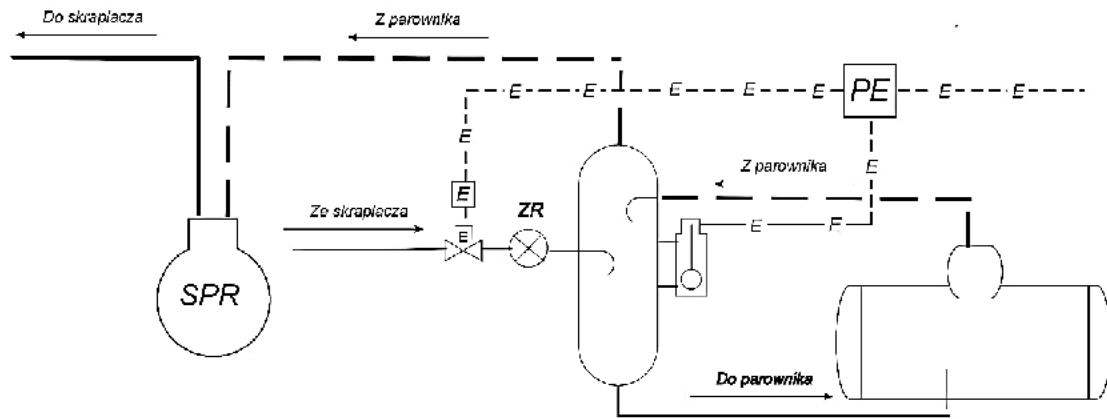 Do skraplacza
Z parownika
E E E E E PE E E
E
E
Z parownika
E
Ze skraplacza
ZR
E
E F
SPR
Do parownika